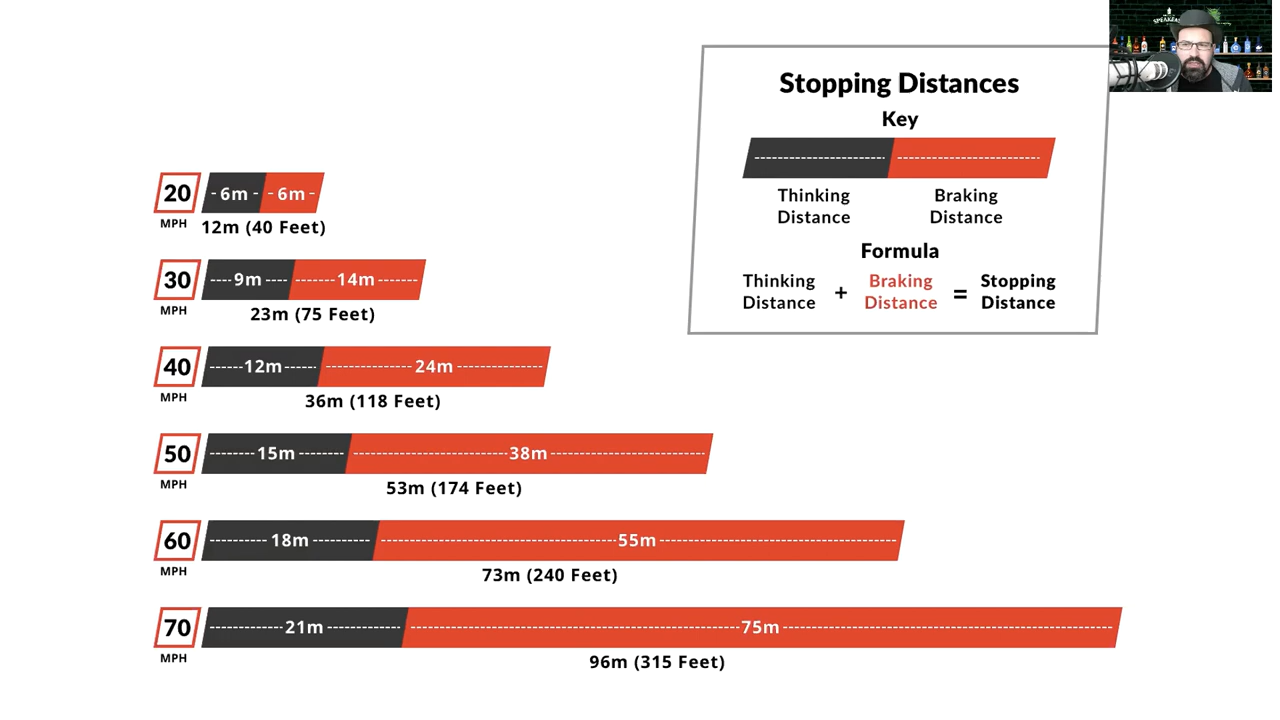 Stopping Distances
Key
Thinking Braking
Distance Distance
Formula
Thinking Braking Stopping
Distance + Distance = Distance
20 6m 6m
MPH 12m (40 Feet)
30 9m 14m
MPH 23m (75 Feet)
40 12m 24m
MPH 36m (118 Feet)
50 15m 38m
MPH 53m (174 Feet)
60 18m 55m
MPH 73m (240 Feet)
70 21m 75m
MPH 96m (315 Feet)